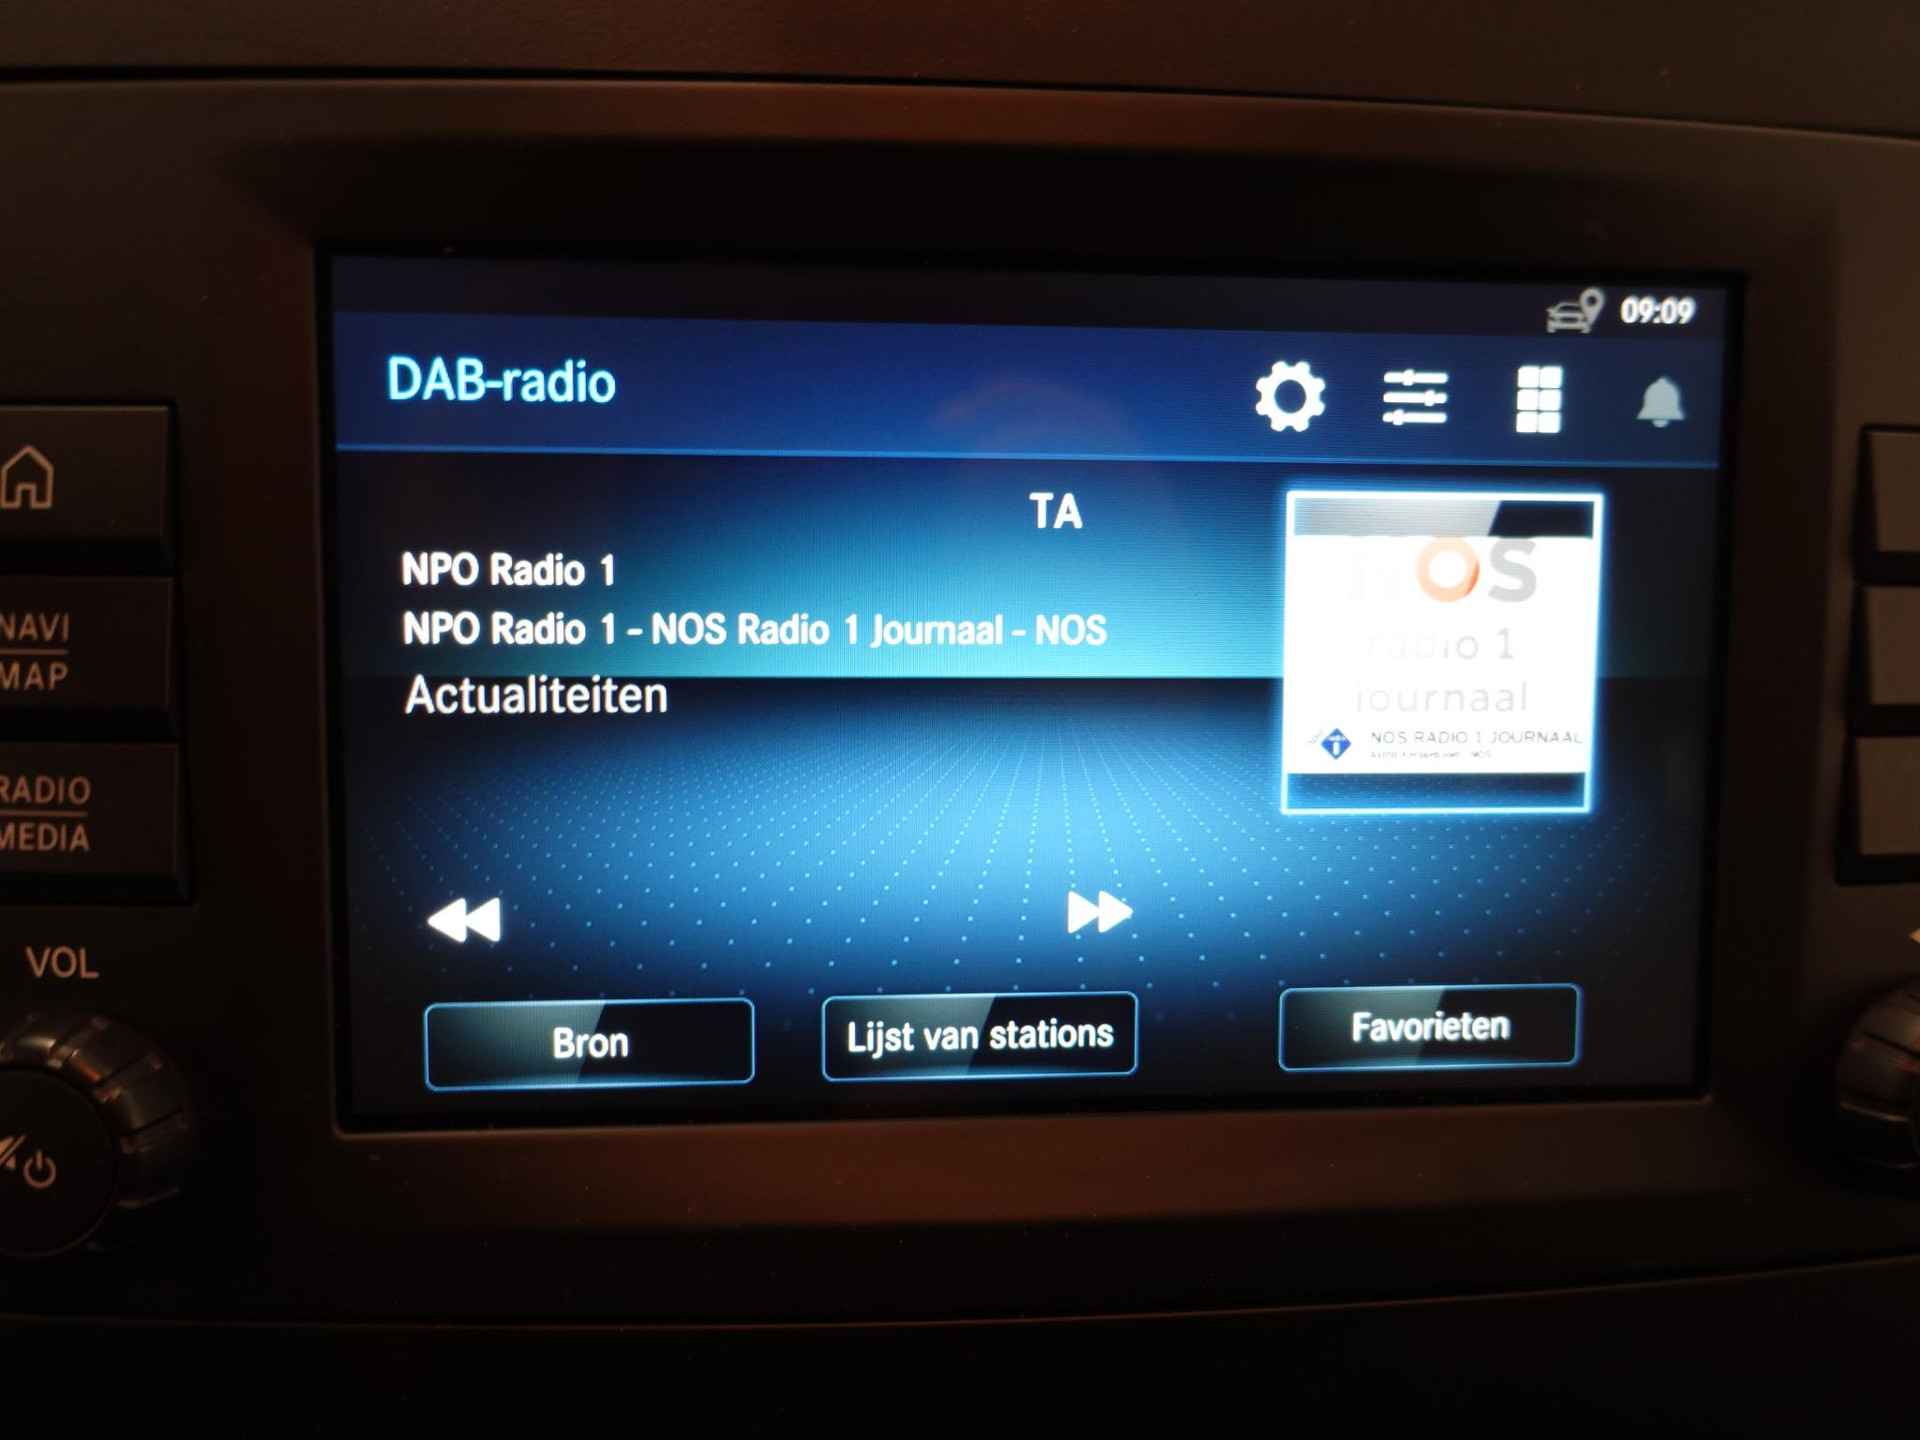 09:09
DAB-radio
TA
NPO Radio 1
NPO Radio 1 - NOS Radio 1 Journaal - NOS
Actualiteiten
NOS
radio 1
journaal
NOS RADIO 1 JOURNAAL
Bron
Lijst van stations
Favorieten
NAVI
MAP
RADIO
MEDIA
VOL